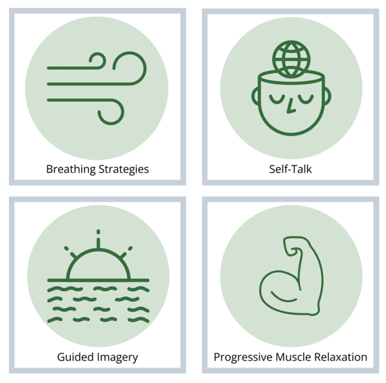 Breathing Strategies
Self-Talk
Guided Imagery
Progressive Muscle Relaxation